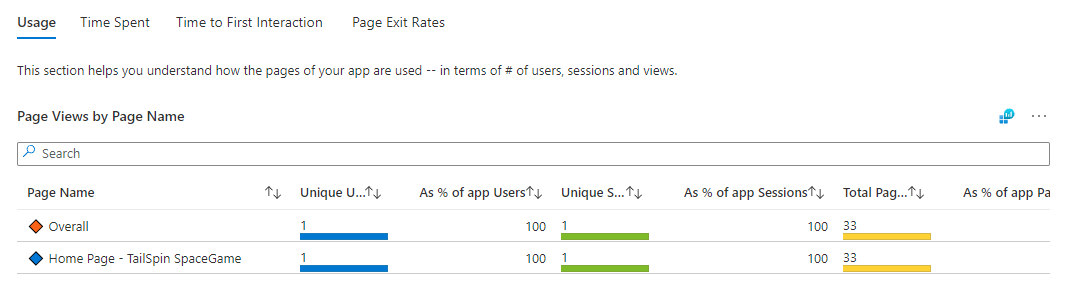 Usage Time Spent Time to First Interaction Page Exit Rates
This section helps you understand how the pages of your app are used -- in terms of # of users, sessions and views.
Page Views by Page Name
Search
Page Name Unique U... As % of app Users Unique S... As % of app Sessions Total Pag... As % of app Pa
Overall 1 100 1 100 33
Home Page - TailSpin SpaceGame 1 100 1 100 33